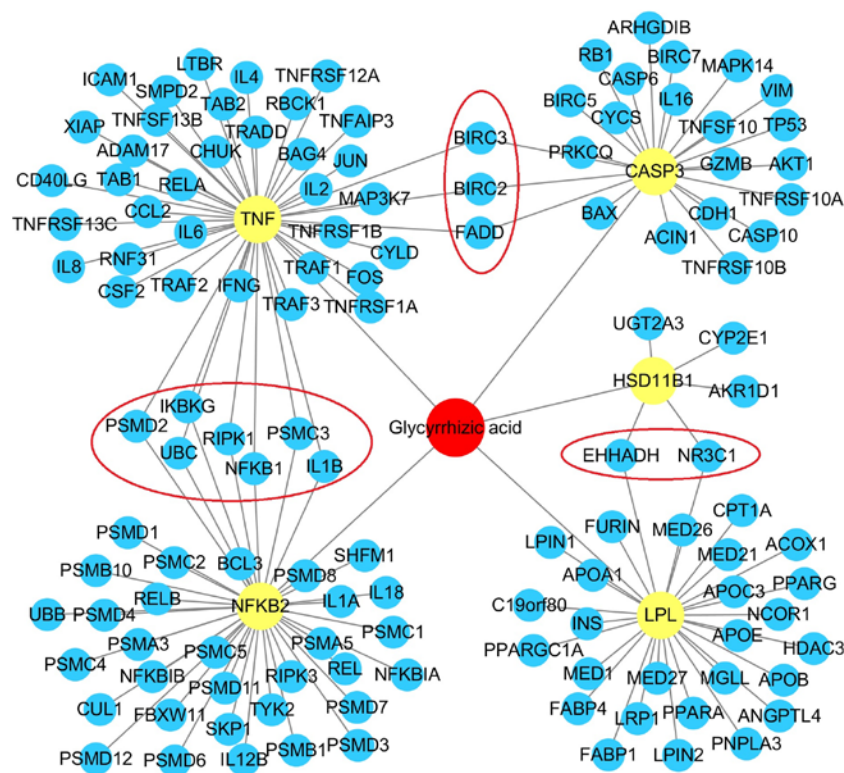 ARHGDIB
LTBR
IL4
RB1
BIRC7
ICAM1
SMPD2
TNFRSF12A
CASP6
MAPK14
TAB2
RBCK1
BIRC5
IL16
VIM
XIAP
TNFSF13B
TRADD
TNFAIP3
CYCS
TNFSF10
TP53
ADAM17
CHUK
BAG4
JUN
BIRC3
PRKCQ
GZMB
AKT1
CD40LG
TAB1
RELA
IL2
MAP3K7
BIRC2
CASP3
TNFRSF10A
TNFRSF13C
CCL2
TNF
BAX
CDH1
IL6
TNFRSF1B
FADD
ACIN1
CASP10
IL8
RNF31
CYLD
TNFRSF10B
CSF2
TRAF2
IFNG
TRAF1
FOS
TRAF3
TNFRSF1A
UGT2A3
CYP2E1
HSD11B1
AKR1D1
IKBKG
PSMD2
RIPK1
PSMC3
Glycyrrhizic acid
UBC
NFKB1
IL1B
EHHADH
NR3C1
CPT1A
PSMD1
FURIN
MED26
LPIN1
MED21
ACOX1
PSMB10
PSMC2
BCL3
SHFM1
PSMD8
APOA1
APOC3
PPARG
UBB
PSMD4
RELB
NFKB2
IL1A
IL18
C19orf80
INS
LPL
NCOR1
PSMA3
PSMA5
PSMC1
PPARGC1A
APOE
HDAC3
PSMC4
PSMC5
NFKBIB
RIPK3
REL
NFKBIA
MED1
MED27
MGLL
APOB
CUL1
FBXW11
PSMD11
TYK2
PSMD7
FABP4
LRP1
PPARA
ANGPTL4
SKP1
PSMD12
PSMD6
IL12B
PSMB1
PSMD3
FABP1
LPIN2
PNPLA3